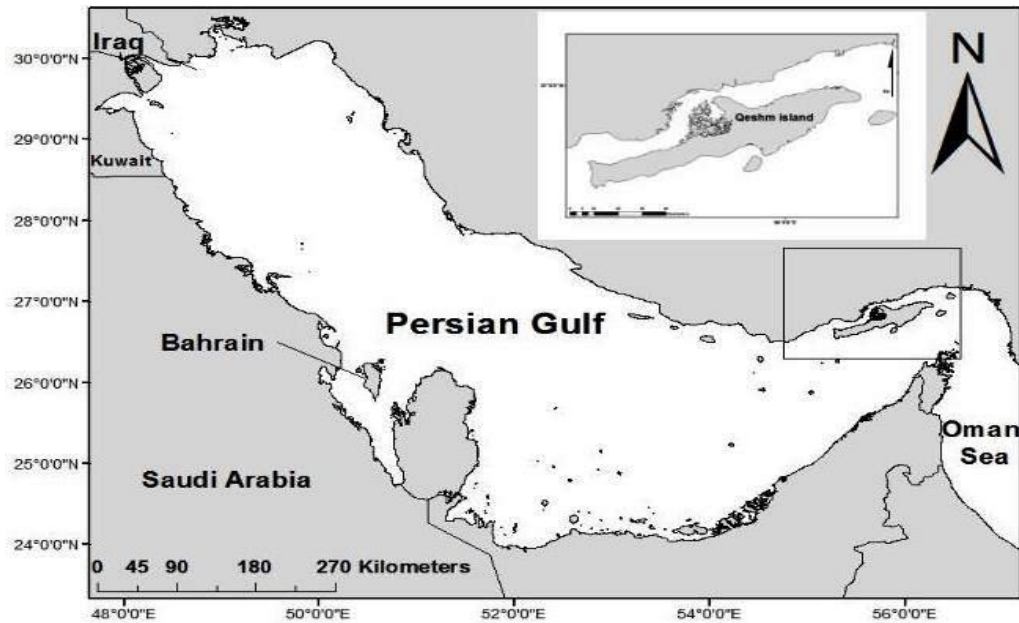 Iraq
30°0'0"N
N
Qeshm island
29°0'0"N
Kuwait
28°0'0"N
27°0'0"N
Persian Gulf
Bahrain
26°0'0"N
Oman
Sea
25°0'0"N
Saudi Arabia
24°0'0"N
0 45 90 180 270 Kilometers
48°0'0"E
50°0'0"E
52°0'0"E
54°0'0"E
56°0'0"E